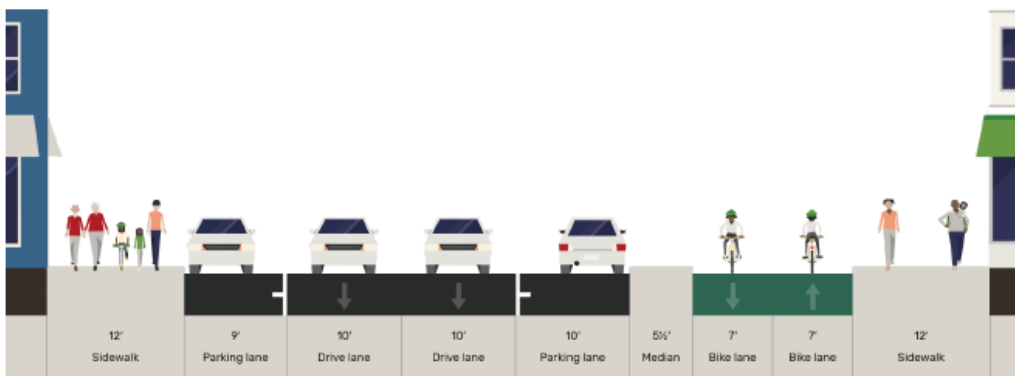 12'
Sidewalk
9'
Parking lane
10'
Drive lane
10'
Drive lane
10'
Parking lane
5½'
Median
7'
Bike lane
7'
Bike lane
12'
Sidewalk